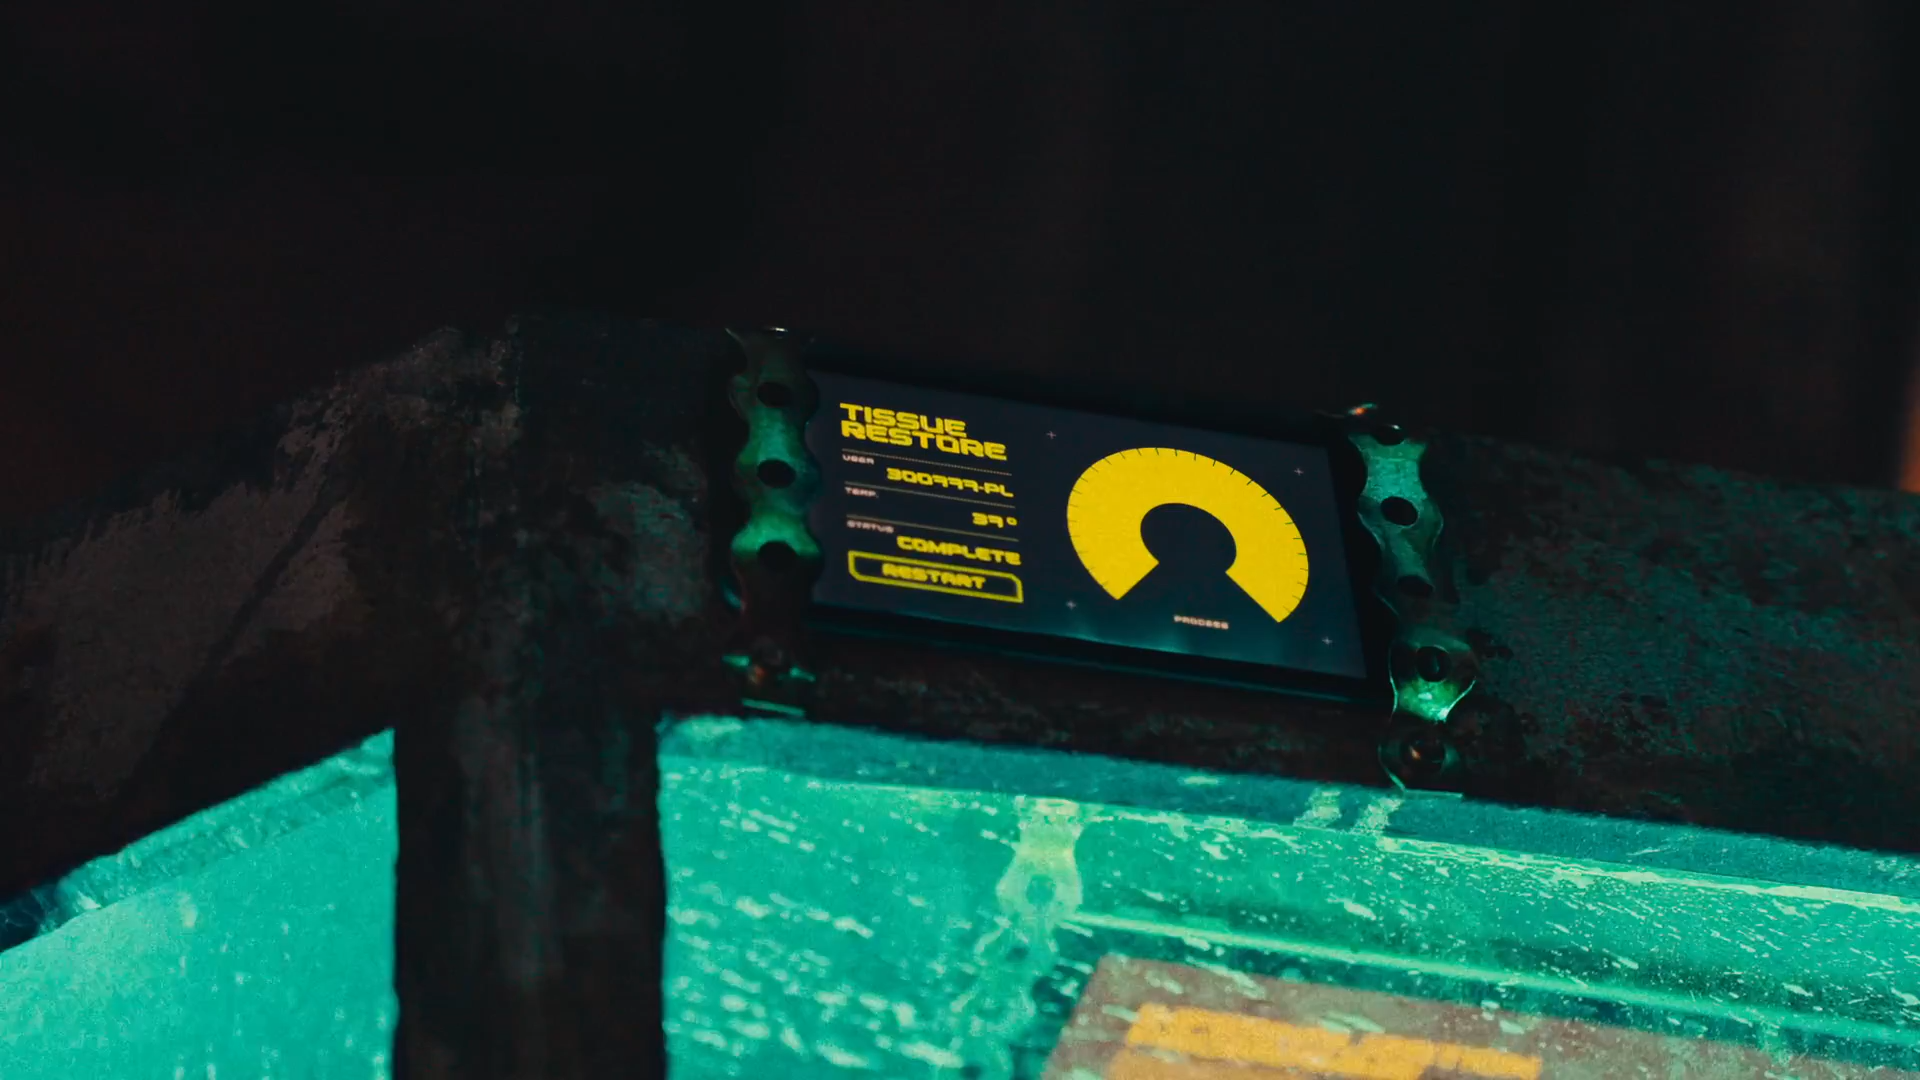 TISSUE
RESTORE
USER
300999-PL
TEMP.
39°
STATUS
COMPLETE
RESTART
PROCESS